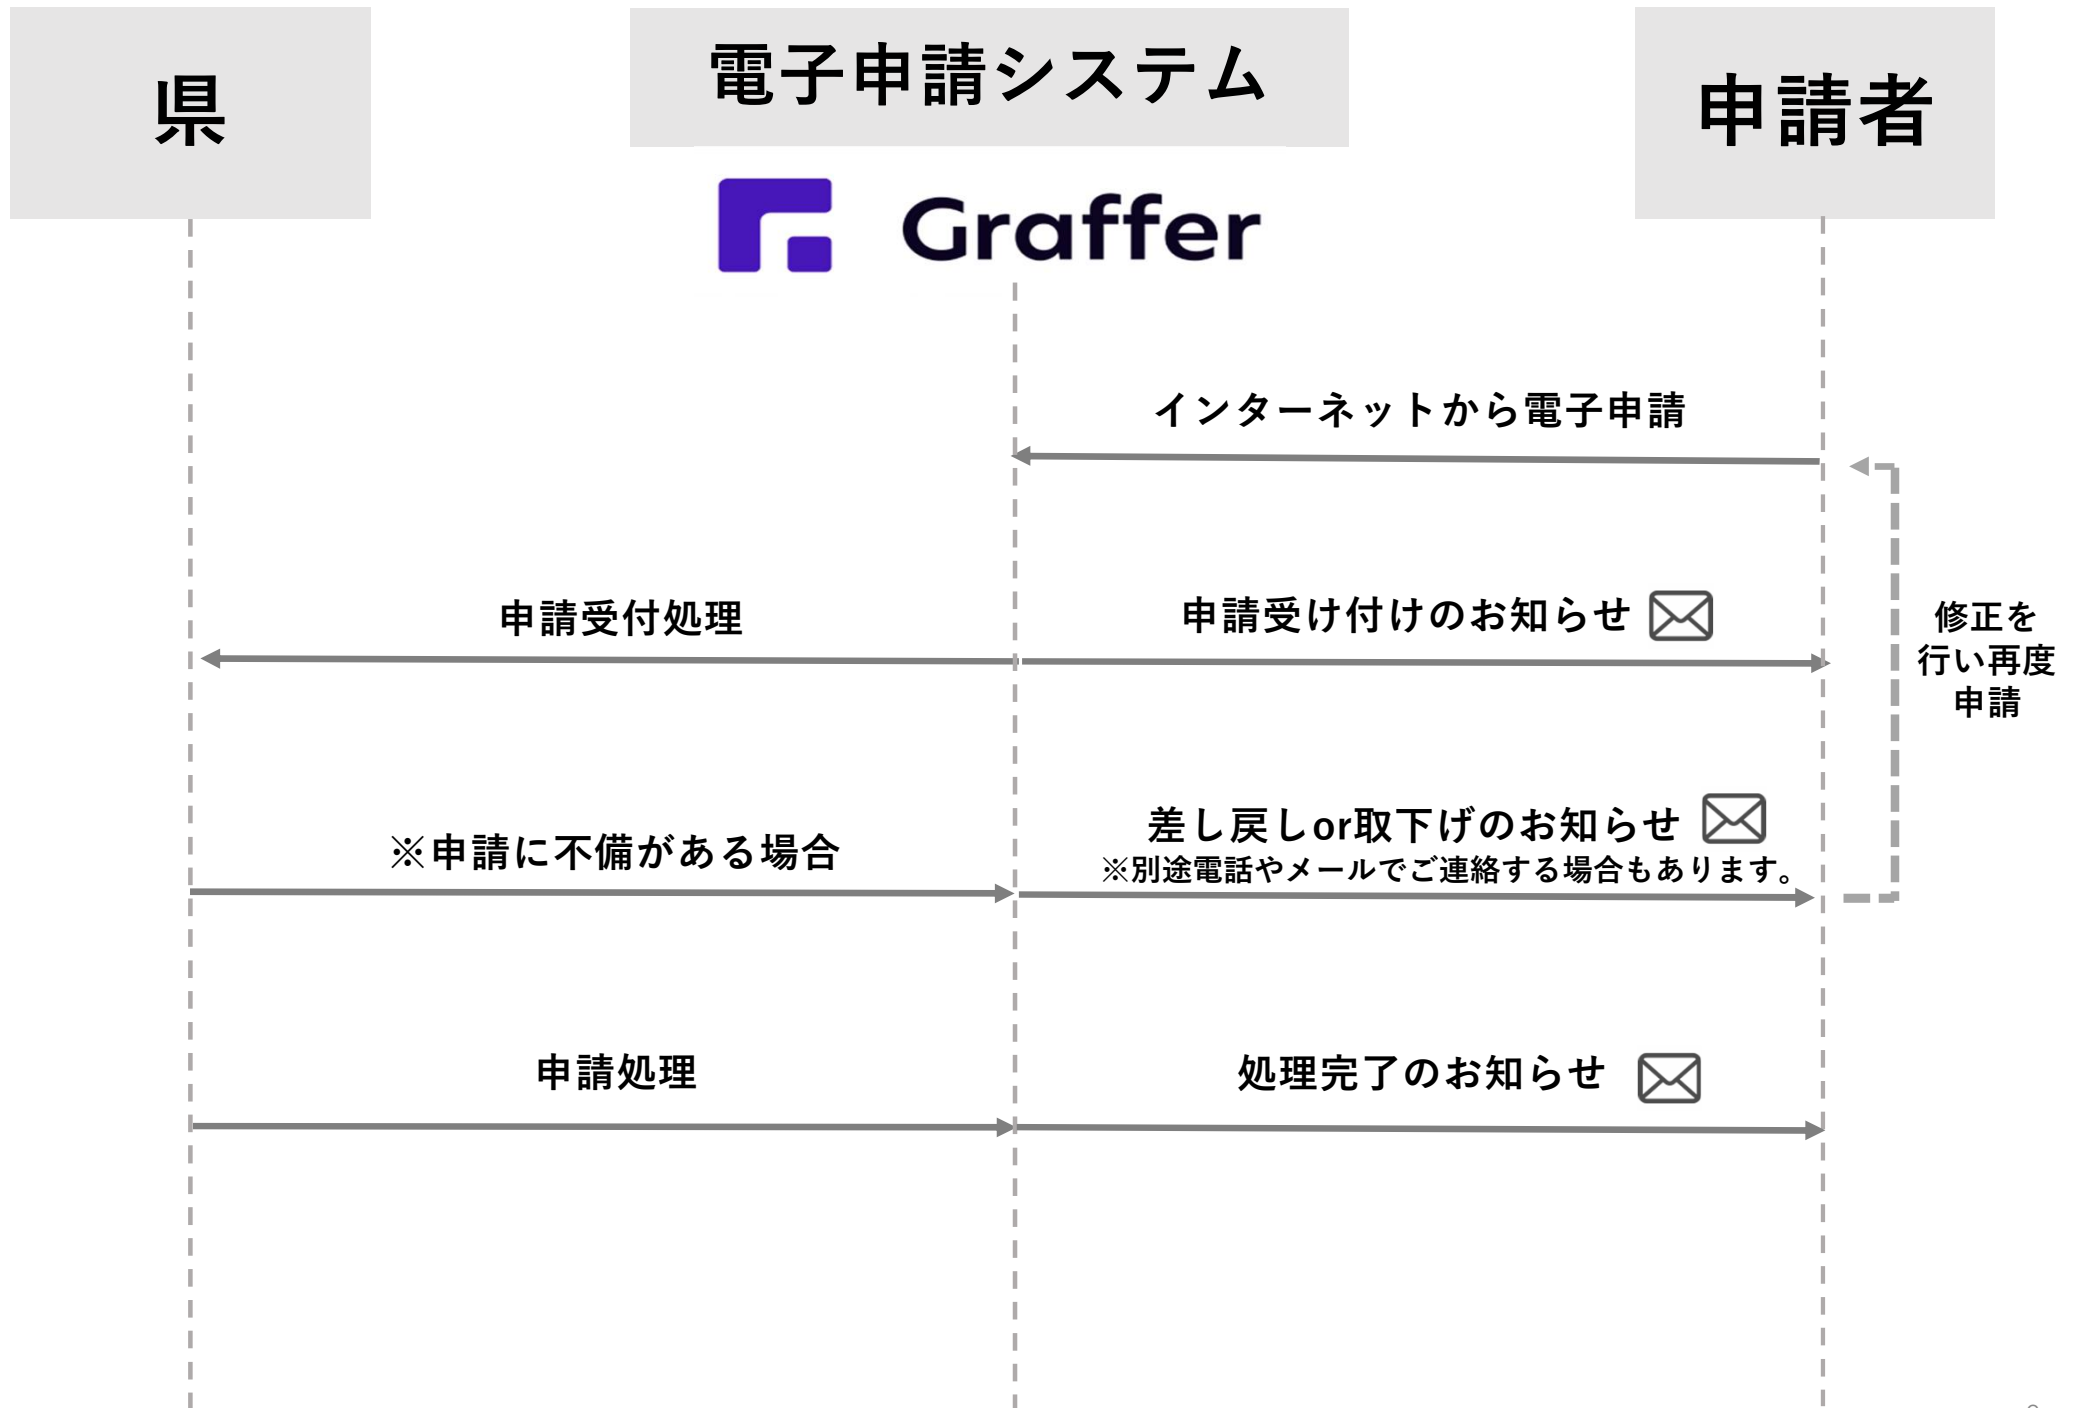 県
電子申請システム
申請者
Graffer
インターネットから電子申請
申請受付処理
申請受け付けのお知らせ
修正を
行い再度
申請
※申請に不備がある場合
差し戻しor取下げのお知らせ
※別途電話やメールでご連絡する場合もあります。
申請処理
処理完了のお知らせ